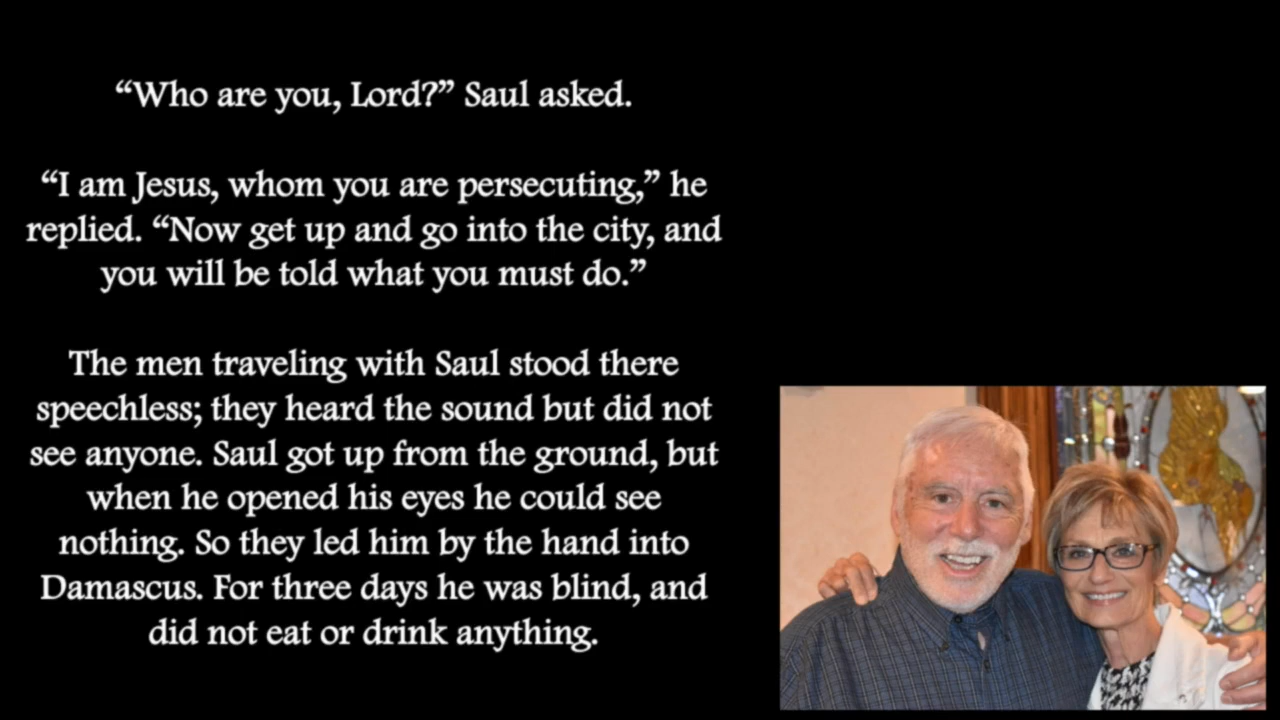 “Who are you, Lord?” Saul asked.
“I am Jesus, whom you are persecuting,” he
replied. “Now get up and go into the city, and
you will be told what you must do.”
The men traveling with Saul stood there
speechless; they heard the sound but did not
see anyone. Saul got up from the ground, but
when he opened his eyes he could see
nothing. So they led him by the hand into
Damascus. For three days he was blind, and
did not eat or drink anything.